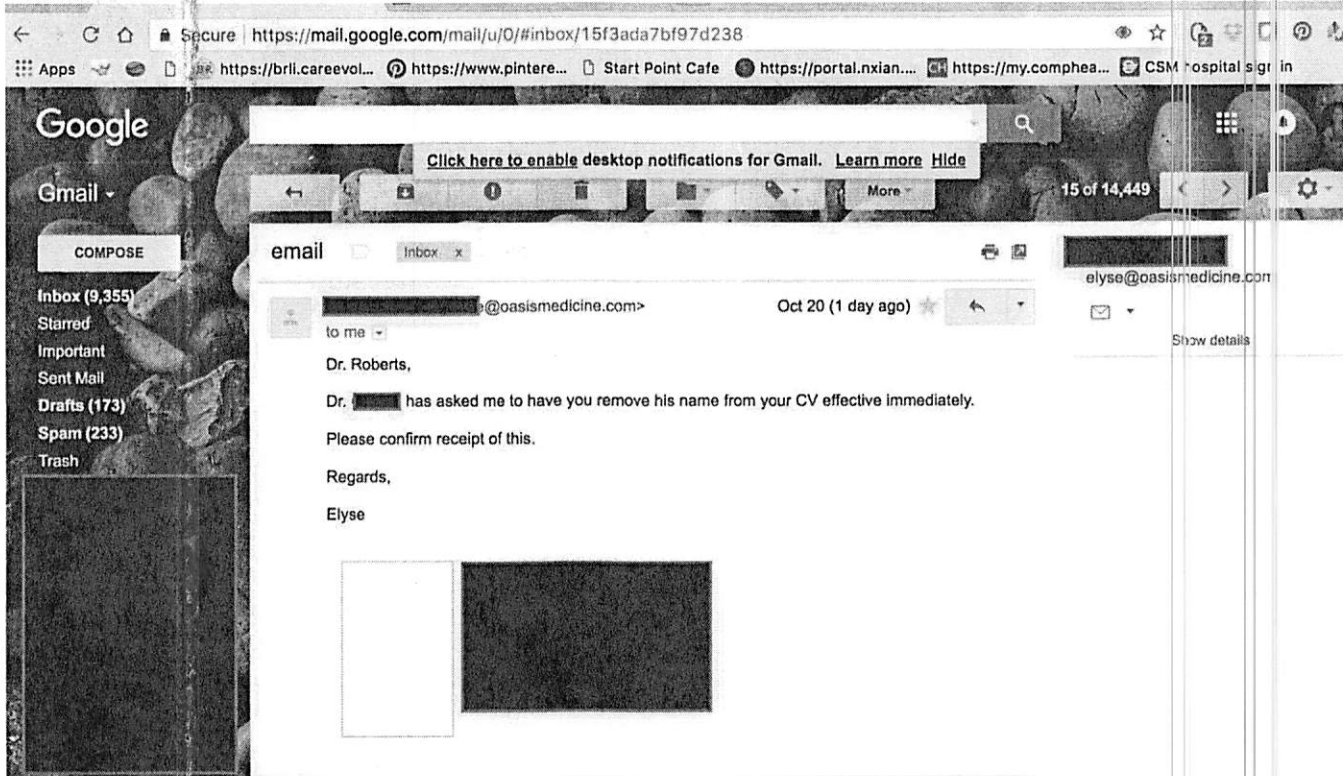 Secure https://mail.google.com/mail/u/0/#inbox/15f3ada7bf97d238
Apps https://brli.careevol... https://www.pintere... Start Point Cafe https://portal.nxian.... https://my.comphea... CSM hospital sign in
Google
Click here to enable desktop notifications for Gmail. Learn more Hide
Gmail
More
15 of 14,449
COMPOSE
email Inbox x
elyse@oasismedicine.com
Inbox (9,355)
Starred
Important
Sent Mail
Drafts (173)
Spam (233)
Trash
e@oasismedicine.com> Oct 20 (1 day ago)
to me
Show details
Dr. Roberts,
Dr. has asked me to have you remove his name from your CV effective immediately.
Please confirm receipt of this.
Regards,
Elyse